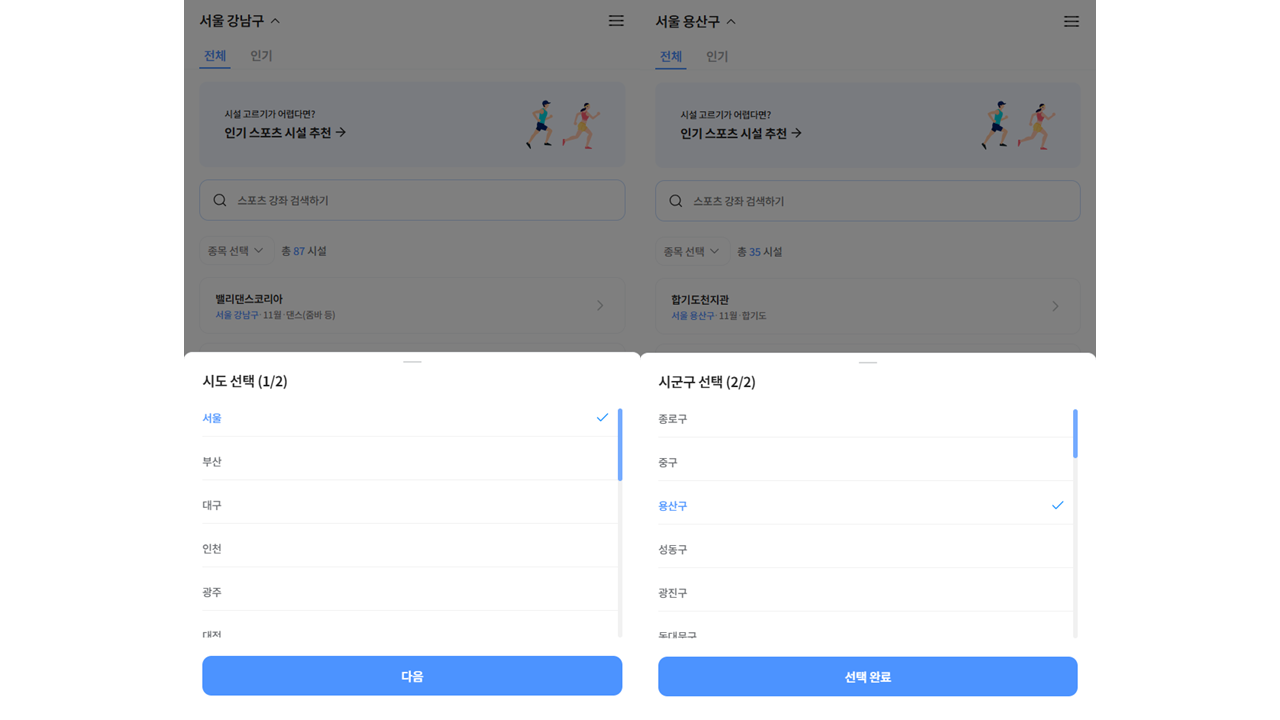 서울 강남구
전체 인기
시설 고르기가 어렵다면?
인기 스포츠 시설 추천 →
스포츠 강좌 검색하기
종목 선택 총 87 시설
밸리댄스코리아
서울 강남구·11월·댄스(줌바 등)
시도 선택 (1/2)
서울
부산
대구
인천
광주
대전
다음
서울 용산구
전체 인기
시설 고르기가 어렵다면?
인기 스포츠 시설 추천 →
스포츠 강좌 검색하기
종목 선택 총 35 시설
합기도천지관
서울 용산구·11월·합기도
시군구 선택 (2/2)
종로구
중구
용산구
성동구
광진구
동대문구
선택 완료